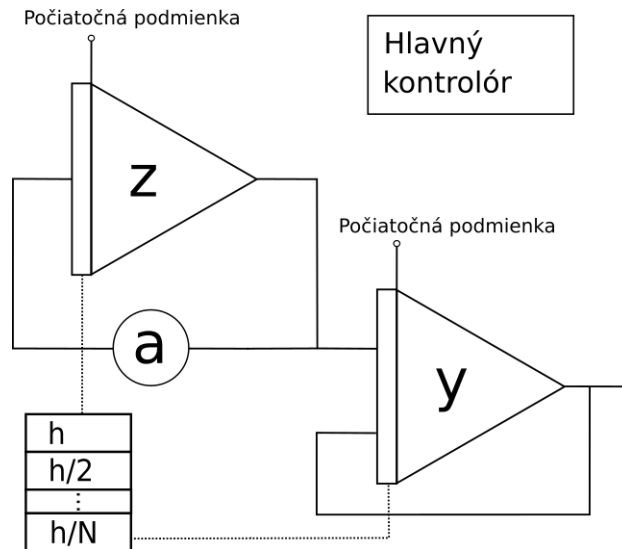 Počiatočná podmienka
Hlavný
kontrolór
z
Počiatočná podmienka
a
y
h
h/2
⋮
h/N